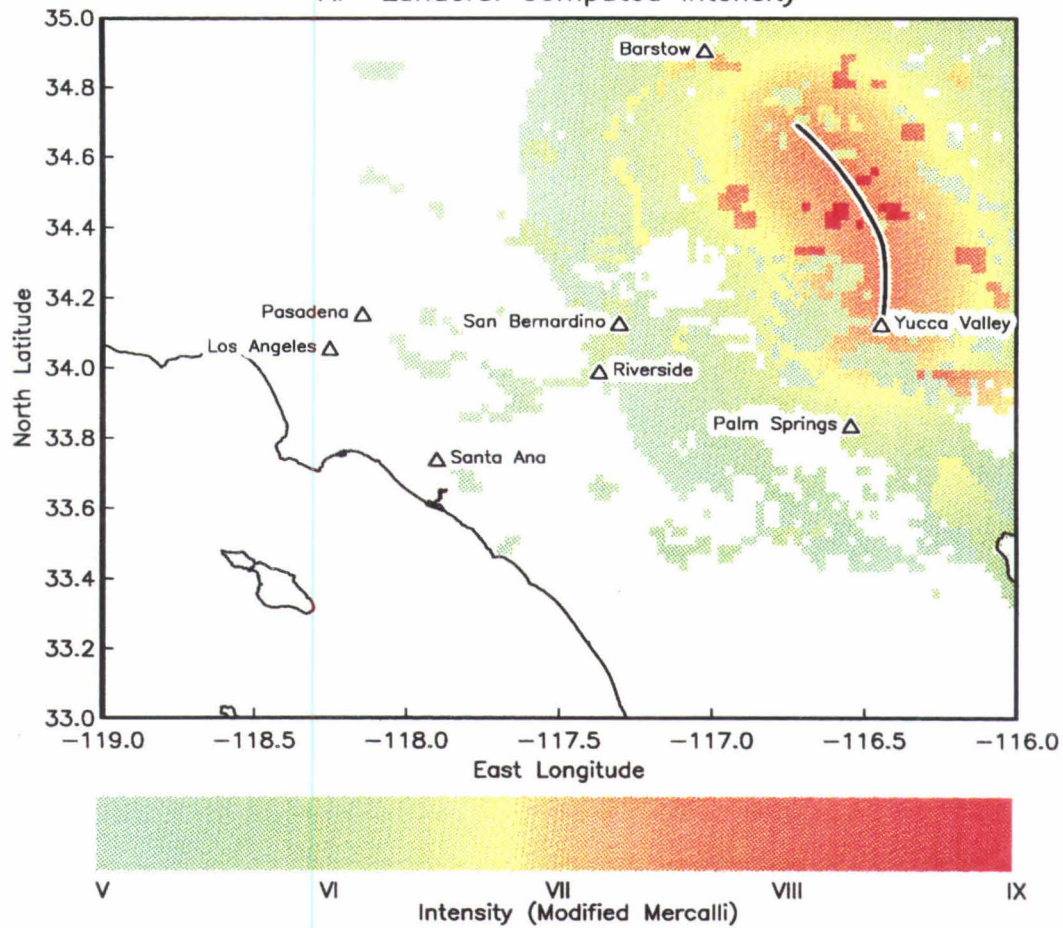 Landers: Computed Intensity
35.0
34.8
34.6
34.4
34.2
34.0
33.8
33.6
33.4
33.2
33.0
North Latitude
Barstow
Pasadena
Los Angeles
San Bernardino
Riverside
Yucca Valley
Palm Springs
Santa Ana
-119.0 -118.5 -118.0 -117.5 -117.0 -116.5 -116.0
East Longitude
V VI VII VIII IX
Intensity (Modified Mercalli)